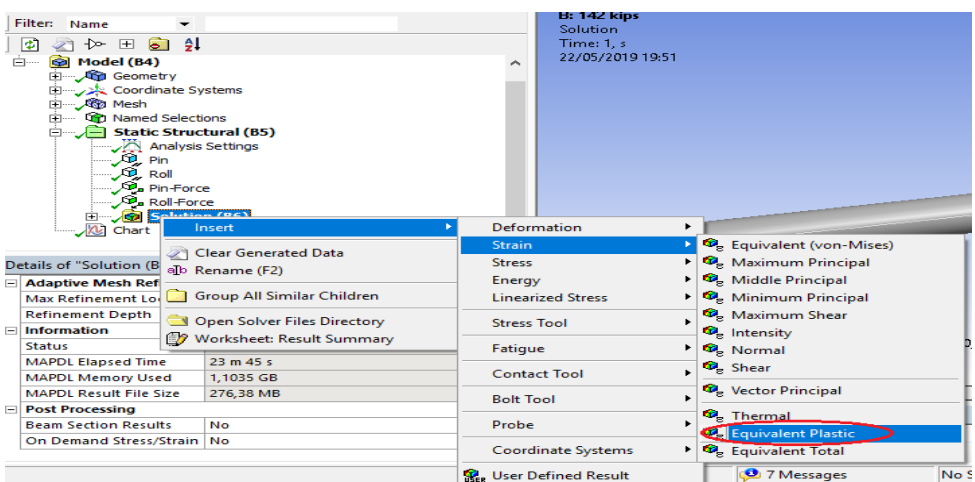 Filter: Name
Model (B4)
Geometry
Coordinate Systems
Mesh
Named Selections
Static Structural (B5)
Analysis Settings
Pin
Roll
Pin-Force
Roll-Force
Solution (B6)
Chart
B: 142 kips
Solution
Time: 1, s
22/05/2019 19:51
Insert
Clear Generated Data
Rename (F2)
Group All Similar Children
Open Solver Files Directory
Worksheet: Result Summary
Deformation
Strain
Stress
Energy
Linearized Stress
Stress Tool
Fatigue
Contact Tool
Bolt Tool
Probe
Coordinate Systems
User Defined Result
Equivalent (von-Mises)
Maximum Principal
Middle Principal
Minimum Principal
Maximum Shear
Intensity
Normal
Shear
Vector Principal
Thermal
Equivalent Plastic
Equivalent Total
Details of "Solution (B
Adaptive Mesh Ref
Max Refinement Lo
Refinement Depth
Information
Status
MAPDL Elapsed Time 23 m 45 s
MAPDL Memory Used 1,1035 GB
MAPDL Result File Size 276,38 MB
Post Processing
Beam Section Results No
On Demand Stress/Strain No
7 Messages
No S